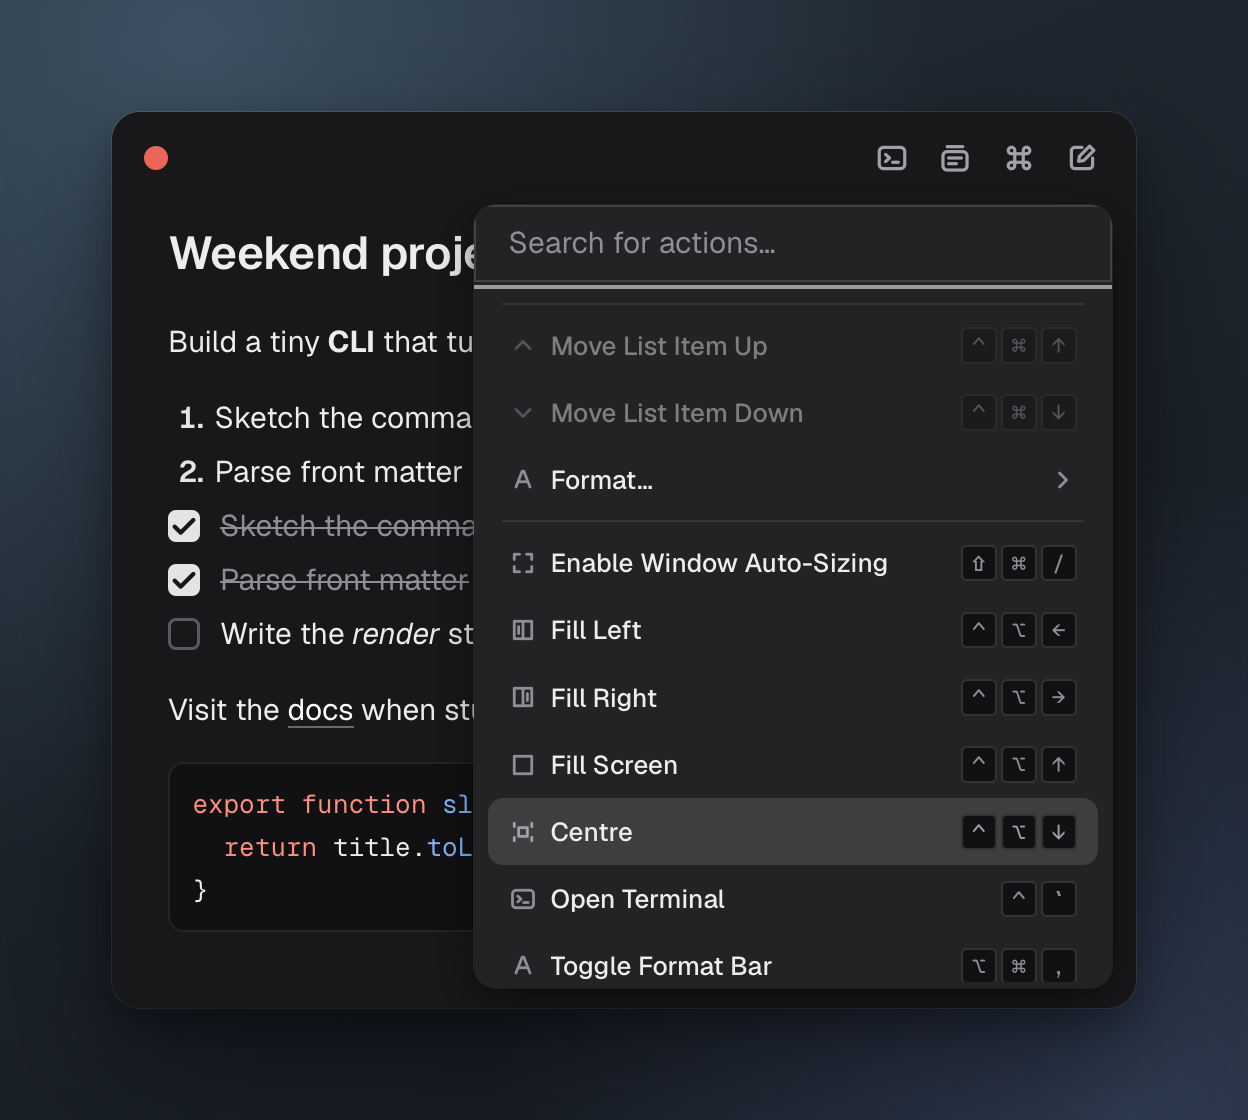 Weekend proje
Search for actions…
Build a tiny CLI that tu
Move List Item Up ^ ⌘ ↑
1. Sketch the comma
Move List Item Down ^ ⌘ ↓
2. Parse front matter
A Format… >
Sketch the comma
Enable Window Auto-Sizing ⇧ ⌘ /
Parse front matter
Fill Left ^ ⌥ ←
Write the render st
Fill Right ^ ⌥ →
Visit the docs when stu
Fill Screen ^ ⌥ ↑
export function sl
Centre ^ ⌥ ↓
return title.toL
}
Open Terminal ^ `
A Toggle Format Bar ⌥ ⌘ ,